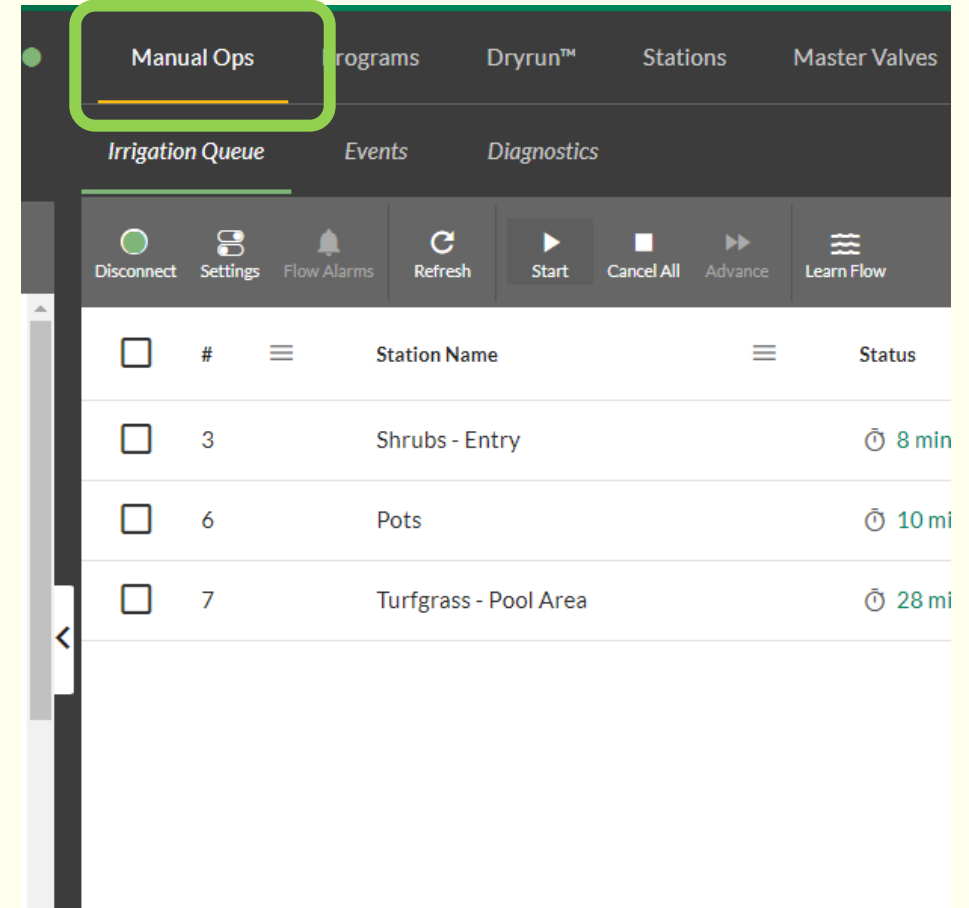 Manual Ops Programs Dryrun™ Stations Master Valves
Irrigation Queue Events Diagnostics
Disconnect Settings Flow Alarms Refresh Start Cancel All Advance Learn Flow
# Station Name Status
3 Shrubs - Entry 8 min
6 Pots 10 mi
7 Turfgrass - Pool Area 28 mi